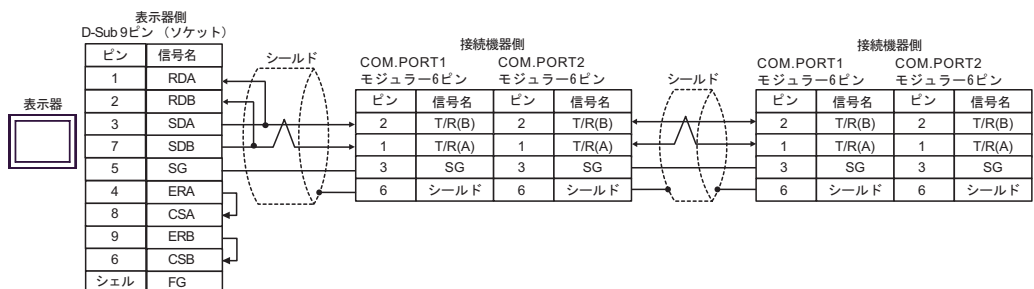 表示器側
D-Sub 9ピン （ソケット）
ピン 信号名
1 RDA
2 RDB
3 SDA
7 SDB
5 SG
4 ERA
8 CSA
9 ERB
6 CSB
シェル FG
表示器
シールド
接続機器側
COM.PORT1 COM.PORT2
モジュラー6ピン モジュラー6ピン
ピン 信号名 ピン 信号名
2 T/R(B) 2 T/R(B)
1 T/R(A) 1 T/R(A)
3 SG 3 SG
6 シールド 6 シールド
シールド
接続機器側
COM.PORT1 COM.PORT2
モジュラー6ピン モジュラー6ピン
ピン 信号名 ピン 信号名
2 T/R(B) 2 T/R(B)
1 T/R(A) 1 T/R(A)
3 SG 3 SG
6 シールド 6 シールド